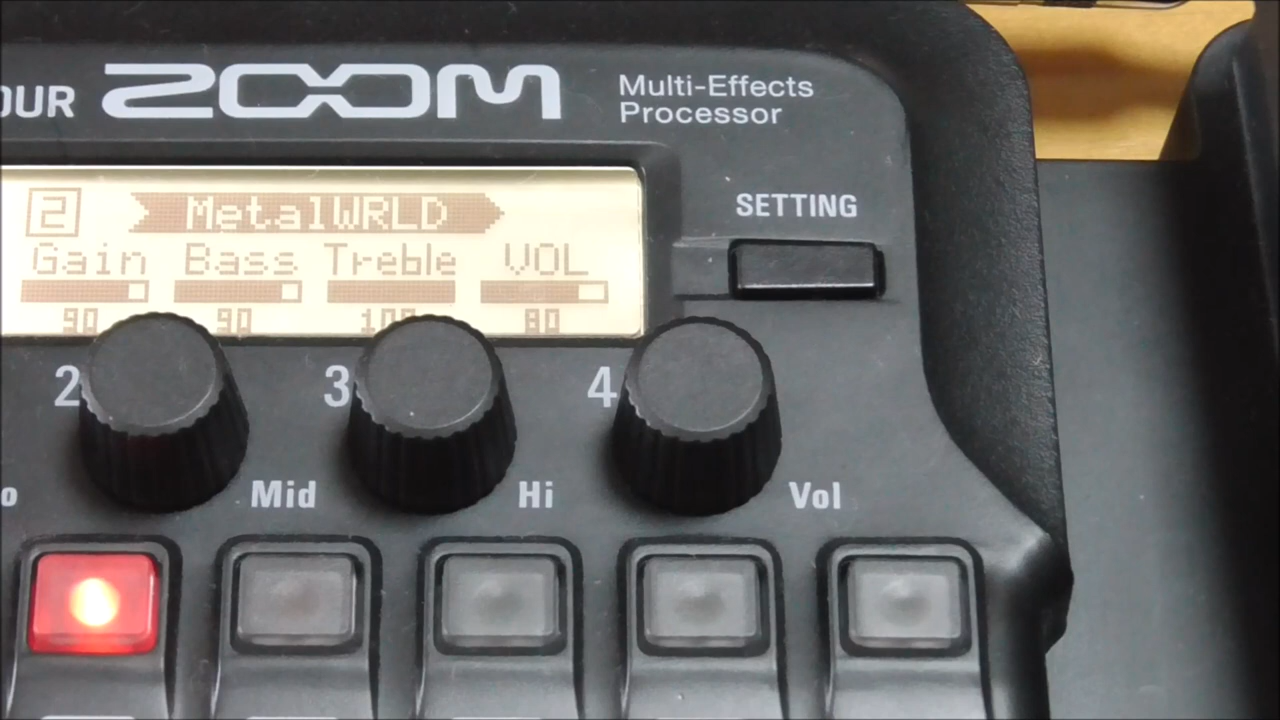 OUR ZOOM Multi-Effects
Processor
SETTING
2 MetalWRLD
Gain Bass Treble VOL
90 90 100 80
2 3 4
o Mid Hi Vol